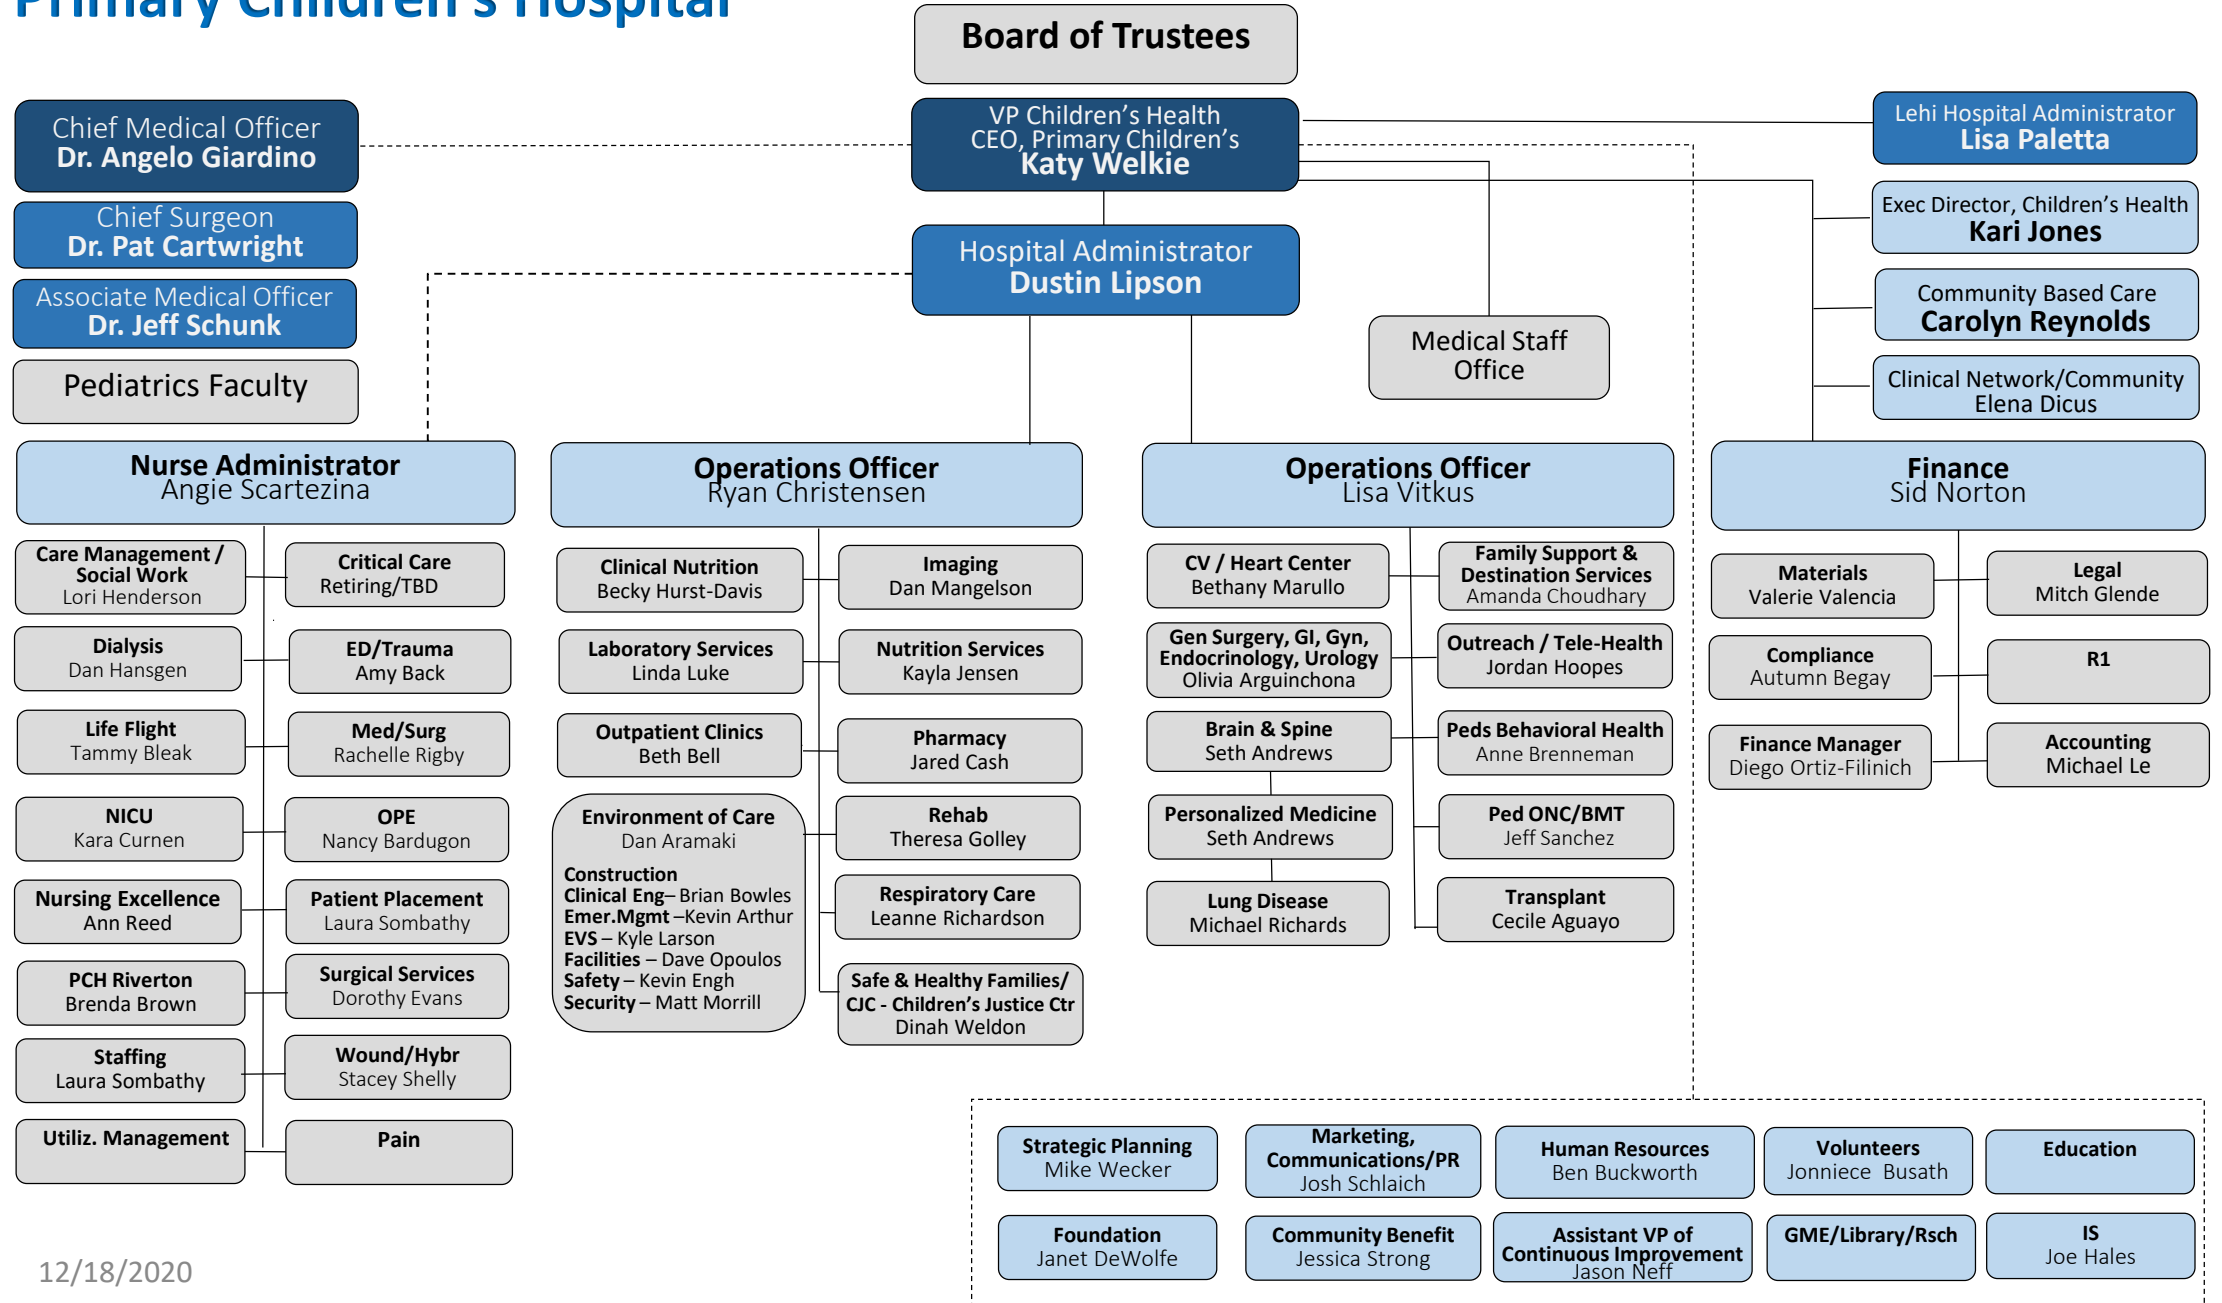 Primary Children's Hospital
Board of Trustees
Chief Medical Officer
Dr. Angelo Giardino
VP Children's Health
CEO, Primary Children's
Katy Welkie
Lehi Hospital Administrator
Lisa Paletta
Chief Surgeon
Dr. Pat Cartwright
Exec Director, Children's Health
Kari Jones
Hospital Administrator
Dustin Lipson
Associate Medical Officer
Dr. Jeff Schunk
Community Based Care
Carolyn Reynolds
Medical Staff
Office
Pediatrics Faculty
Clinical Network/Community
Elena Dicus
Nurse Administrator
Angie Scartezina
Care Management /
Social Work
Lori Henderson
Critical Care
Retiring/TBD
Dialysis
Dan Hansgen
ED/Trauma
Amy Back
Life Flight
Tammy Bleak
Med/Surg
Rachelle Rigby
NICU
Kara Curnen
OPE
Nancy Bardugon
Nursing Excellence
Ann Reed
Patient Placement
Laura Sombathy
PCH Riverton
Brenda Brown
Surgical Services
Dorothy Evans
Staffing
Laura Sombathy
Wound/Hybr
Stacey Shelly
Utiliz. Management
Pain
Operations Officer
Ryan Christensen
Clinical Nutrition
Becky Hurst-Davis
Imaging
Dan Mangelson
Laboratory Services
Linda Luke
Nutrition Services
Kayla Jensen
Outpatient Clinics
Beth Bell
Pharmacy
Jared Cash
Environment of Care
Dan Aramaki
Construction
Clinical Eng– Brian Bowles
Emer.Mgmt –Kevin Arthur
EVS – Kyle Larson
Facilities – Dave Opoulos
Safety – Kevin Engh
Security – Matt Morrill
Rehab
Theresa Golley
Respiratory Care
Leanne Richardson
Safe & Healthy Families/
CJC - Children's Justice Ctr
Dinah Weldon
Operations Officer
Lisa Vitkus
CV / Heart Center
Bethany Marullo
Family Support &
Destination Services
Amanda Choudhary
Gen Surgery, GI, Gyn,
Endocrinology, Urology
Olivia Arguinchona
Outreach / Tele-Health
Jordan Hoopes
Brain & Spine
Seth Andrews
Peds Behavioral Health
Anne Brenneman
Personalized Medicine
Seth Andrews
Ped ONC/BMT
Jeff Sanchez
Lung Disease
Michael Richards
Transplant
Cecile Aguayo
Finance
Sid Norton
Materials
Valerie Valencia
Legal
Mitch Glende
Compliance
Autumn Begay
R1
Finance Manager
Diego Ortiz-Filinich
Accounting
Michael Le
Strategic Planning
Mike Wecker
Marketing,
Communications/PR
Josh Schlaich
Human Resources
Ben Buckworth
Volunteers
Jonniece Busath
Education
Foundation
Janet DeWolfe
Community Benefit
Jessica Strong
Assistant VP of
Continuous Improvement
Jason Neff
GME/Library/Rsch
IS
Joe Hales
12/18/2020